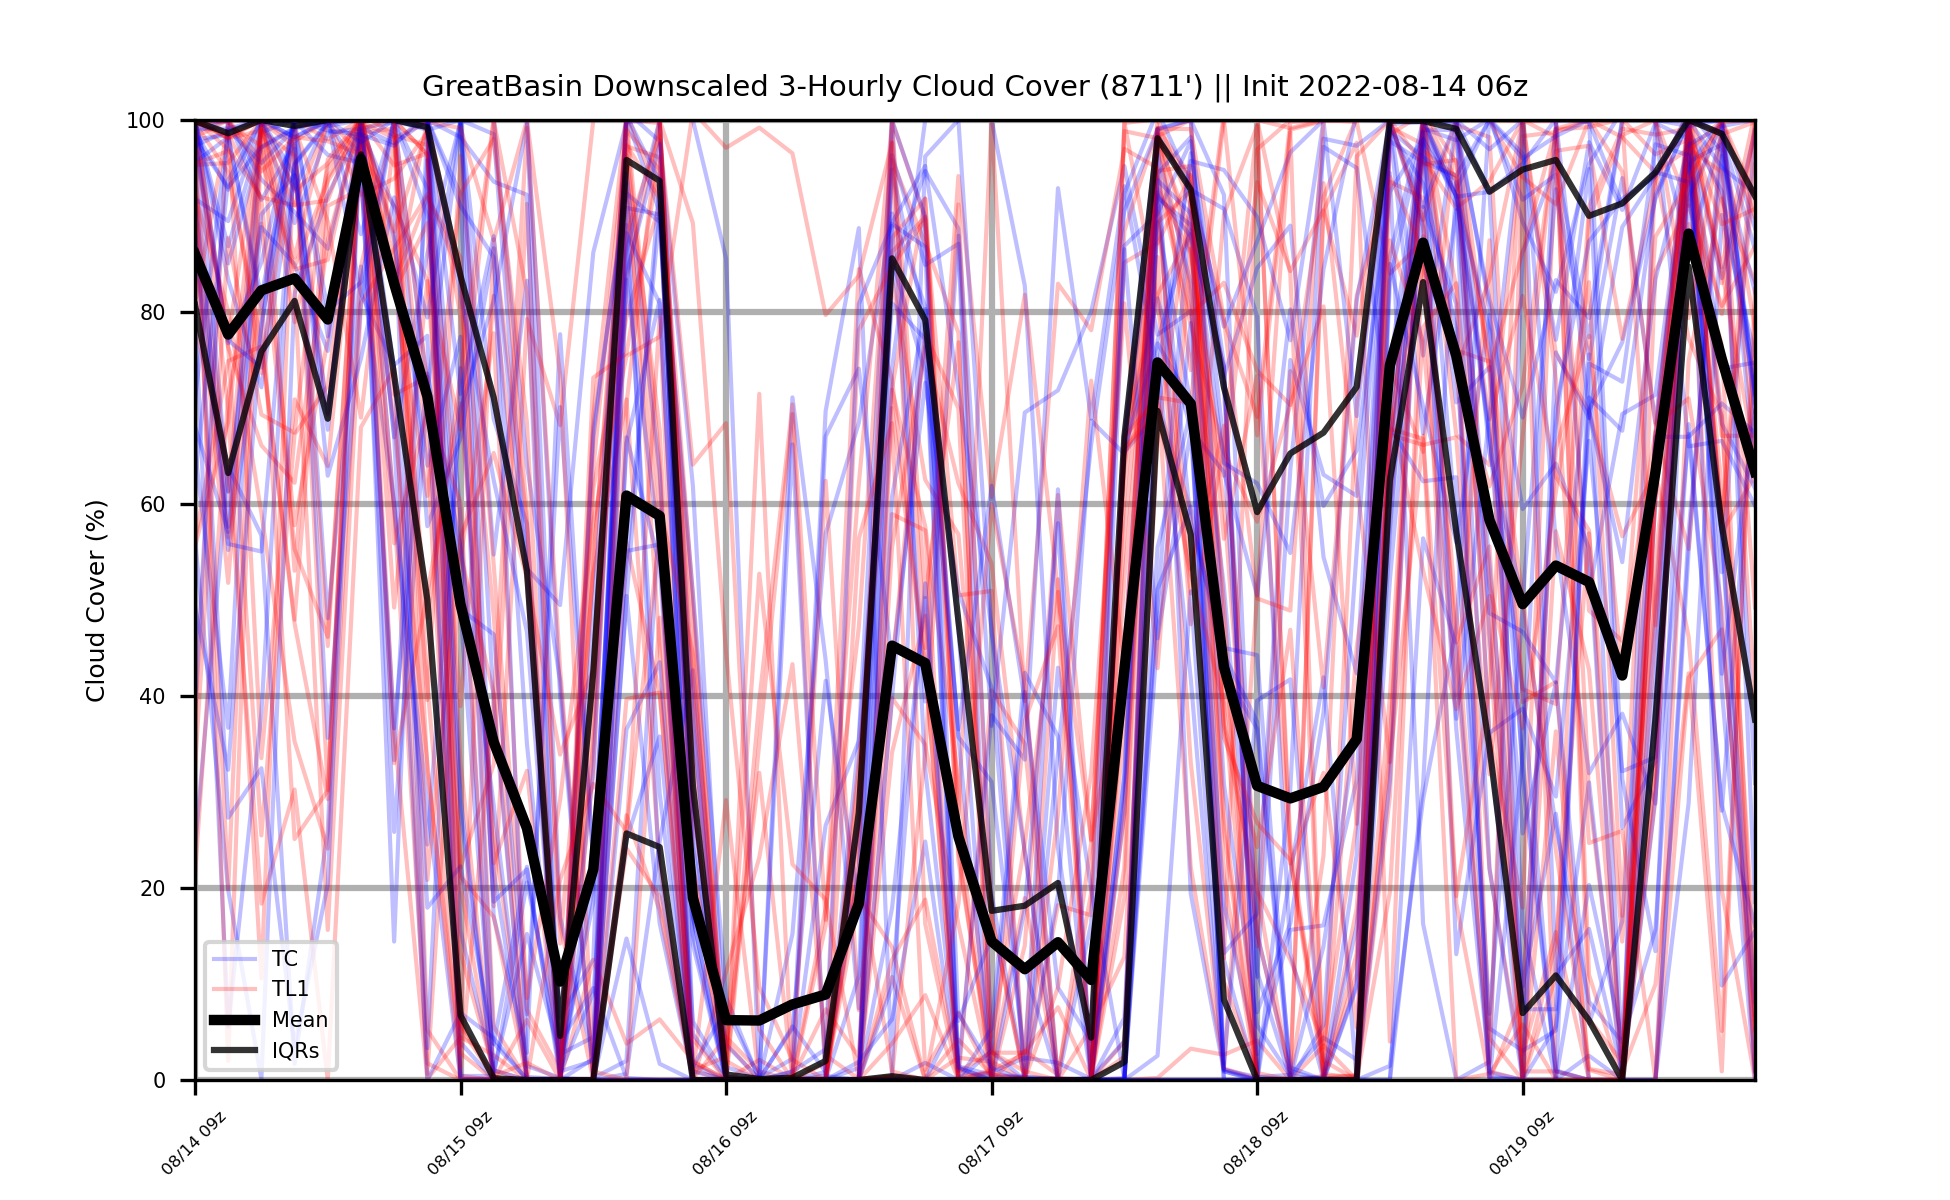 GreatBasin Downscaled 3-Hourly Cloud Cover (8711') || Init 2022-08-14 06z
Cloud Cover (%)
100
80
60
40
20
0
TC
TL1
Mean
IQRs
08/14 09z
08/15 09z
08/16 09z
08/17 09z
08/18 09z
08/19 09z